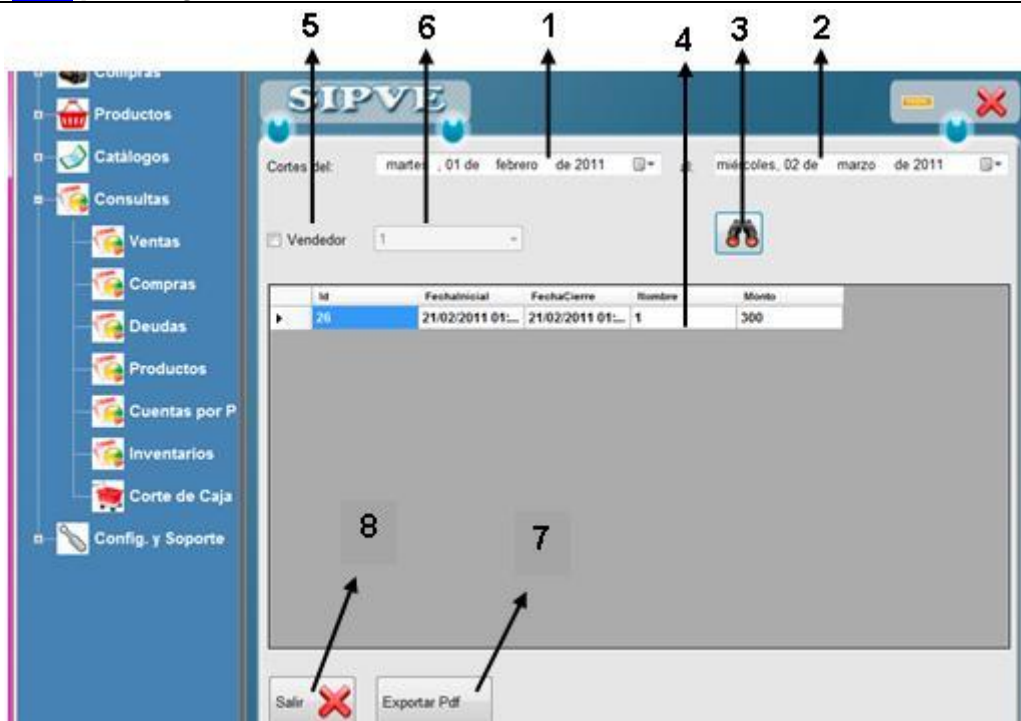 5 6 1 4 3 2
Compras
Productos
Catálogos
Consultas
Ventas
Compras
Deudas
Productos
Cuentas por P
Inventarios
Corte de Caja
Config. y Soporte
SIPVE
Cortes del: martes , 01 de febrero de 2011 al: miércoles, 02 de marzo de 2011
Vendedor 1
Id FechaInicial FechaCierre Nombre Monto
26 21/02/2011 01:... 21/02/2011 01:... 1 300
8 7
Salir Exportar Pdf